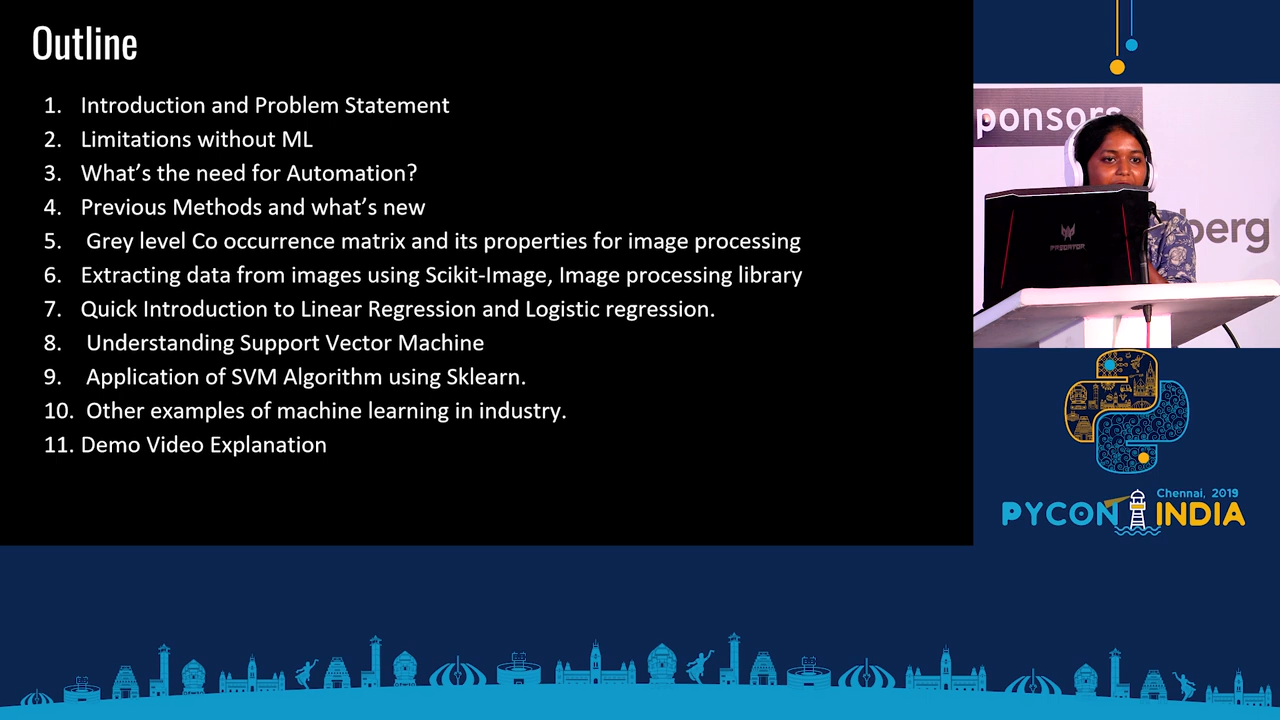 Outline
1. Introduction and Problem Statement
2. Limitations without ML
3. What's the need for Automation?
4. Previous Methods and what's new
5. Grey level Co occurrence matrix and its properties for image processing
6. Extracting data from images using Scikit-Image, Image processing library
7. Quick Introduction to Linear Regression and Logistic regression.
8. Understanding Support Vector Machine
9. Application of SVM Algorithm using Sklearn.
10. Other examples of machine learning in industry.
11. Demo Video Explanation
ponsors
berg
PREDATOR
Chennai, 2019
PYCON INDIA